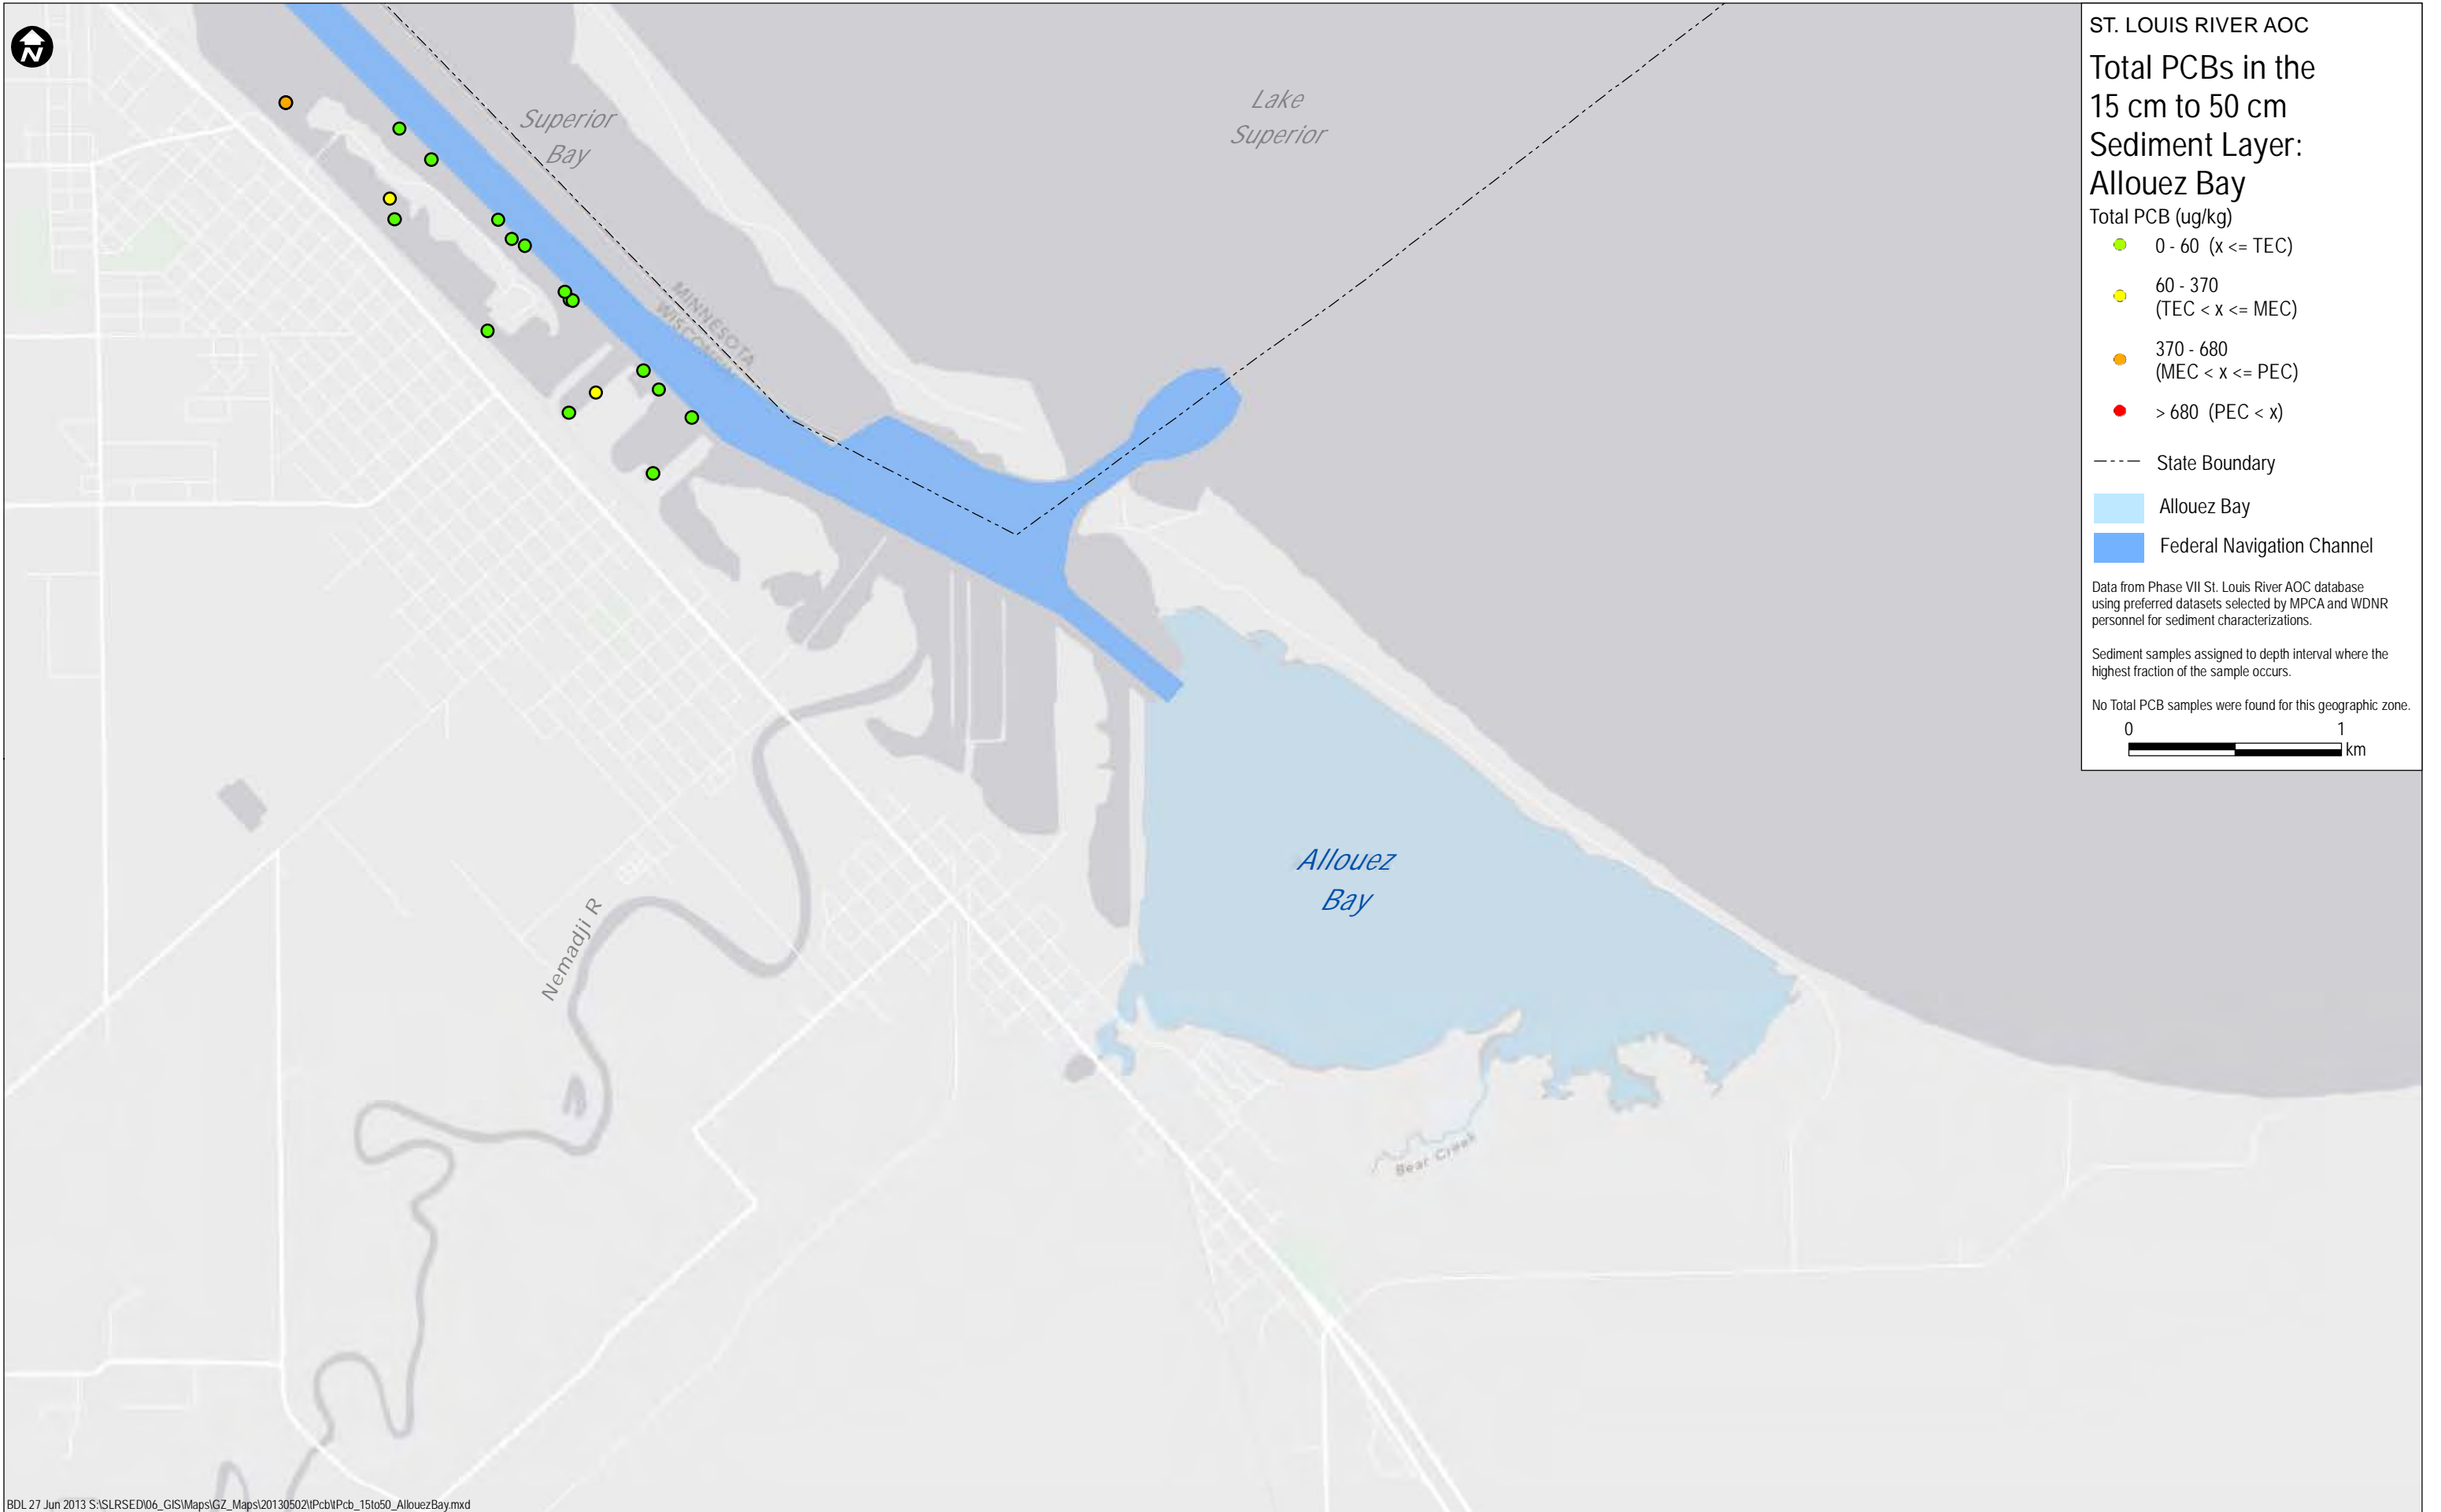 N
ST. LOUIS RIVER AOC
Total PCBs in the
15 cm to 50 cm
Sediment Layer:
Allouez Bay
Total PCB (ug/kg)
0 - 60 (x <= TEC)
60 - 370
(TEC < x <= MEC)
370 - 680
(MEC < x <= PEC)
> 680 (PEC < x)
State Boundary
Allouez Bay
Federal Navigation Channel
Data from Phase VII St. Louis River AOC database
using preferred datasets selected by MPCA and WDNR
personnel for sediment characterizations.
Sediment samples assigned to depth interval where the
highest fraction of the sample occurs.
No Total PCB samples were found for this geographic zone.
0 1
km
Superior
Bay
Lake
Superior
MINNESOTA
WISCONSIN
Allouez
Bay
Nemadji R
Bear Creek
BDL 27 Jun 2013 S:\SLRSED\06_GIS\Maps\GZ_Maps\20130502\tPcb\tPcb_15to50_AllouezBay.mxd